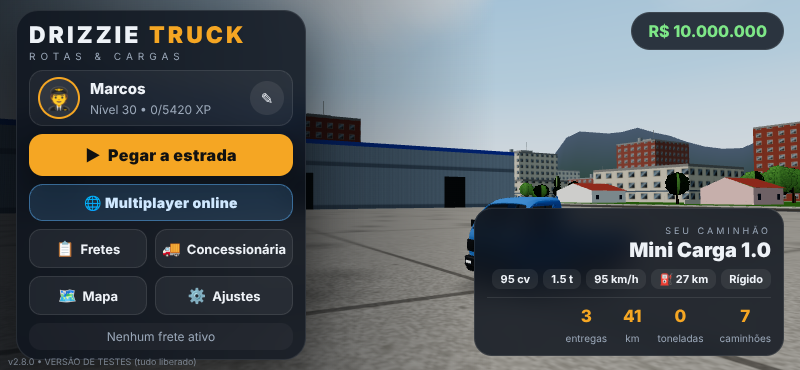 DRIZZIE TRUCK
ROTAS & CARGAS
Marcos
Nível 30 • 0/5420 XP
✎
▶ Pegar a estrada
🌐 Multiplayer online
📋 Fretes
🚚 Concessionária
🗺️ Mapa
⚙️ Ajustes
Nenhum frete ativo
v2.8.0 • VERSÃO DE TESTES (tudo liberado)
R$ 10.000.000
SEU CAMINHÃO
Mini Carga 1.0
95 cv 1.5 t 95 km/h ⛽ 27 km Rígido
3 41 0 7
entregas km toneladas caminhões